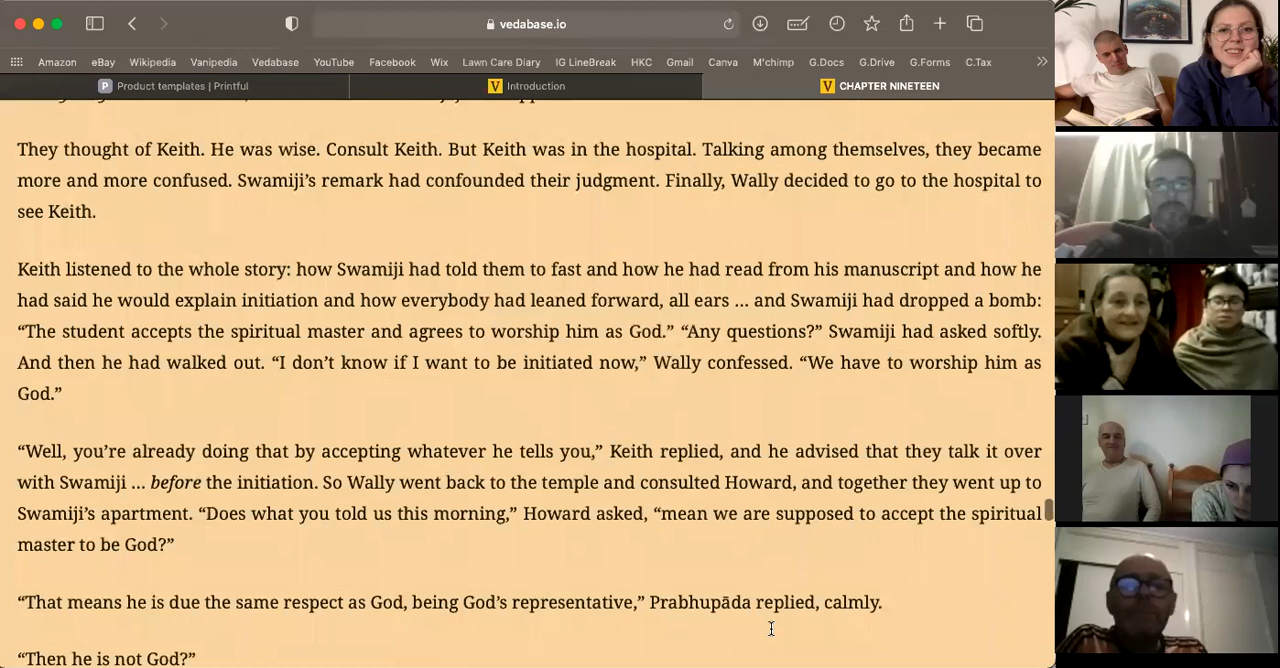 vedabase.io
Amazon eBay Wikipedia Vanipedia Vedabase YouTube Facebook Wix Lawn Care Diary IG LineBreak HKC Gmail Canva M'chimp G.Docs G.Drive G.Forms C.Tax
Product templates | Printful Introduction CHAPTER NINETEEN
They thought of Keith. He was wise. Consult Keith. But Keith was in the hospital. Talking among themselves, they became
more and more confused. Swamiji’s remark had confounded their judgment. Finally, Wally decided to go to the hospital to
see Keith.
Keith listened to the whole story: how Swamiji had told them to fast and how he had read from his manuscript and how he
had said he would explain initiation and how everybody had leaned forward, all ears … and Swamiji had dropped a bomb:
“The student accepts the spiritual master and agrees to worship him as God.” “Any questions?” Swamiji had asked softly.
And then he had walked out. “I don’t know if I want to be initiated now,” Wally confessed. “We have to worship him as
God.”
“Well, you’re already doing that by accepting whatever he tells you,” Keith replied, and he advised that they talk it over
with Swamiji … before the initiation. So Wally went back to the temple and consulted Howard, and together they went up to
Swamiji’s apartment. “Does what you told us this morning,” Howard asked, “mean we are supposed to accept the spiritual
master to be God?”
“That means he is due the same respect as God, being God’s representative,” Prabhupāda replied, calmly.
“Then he is not God?”